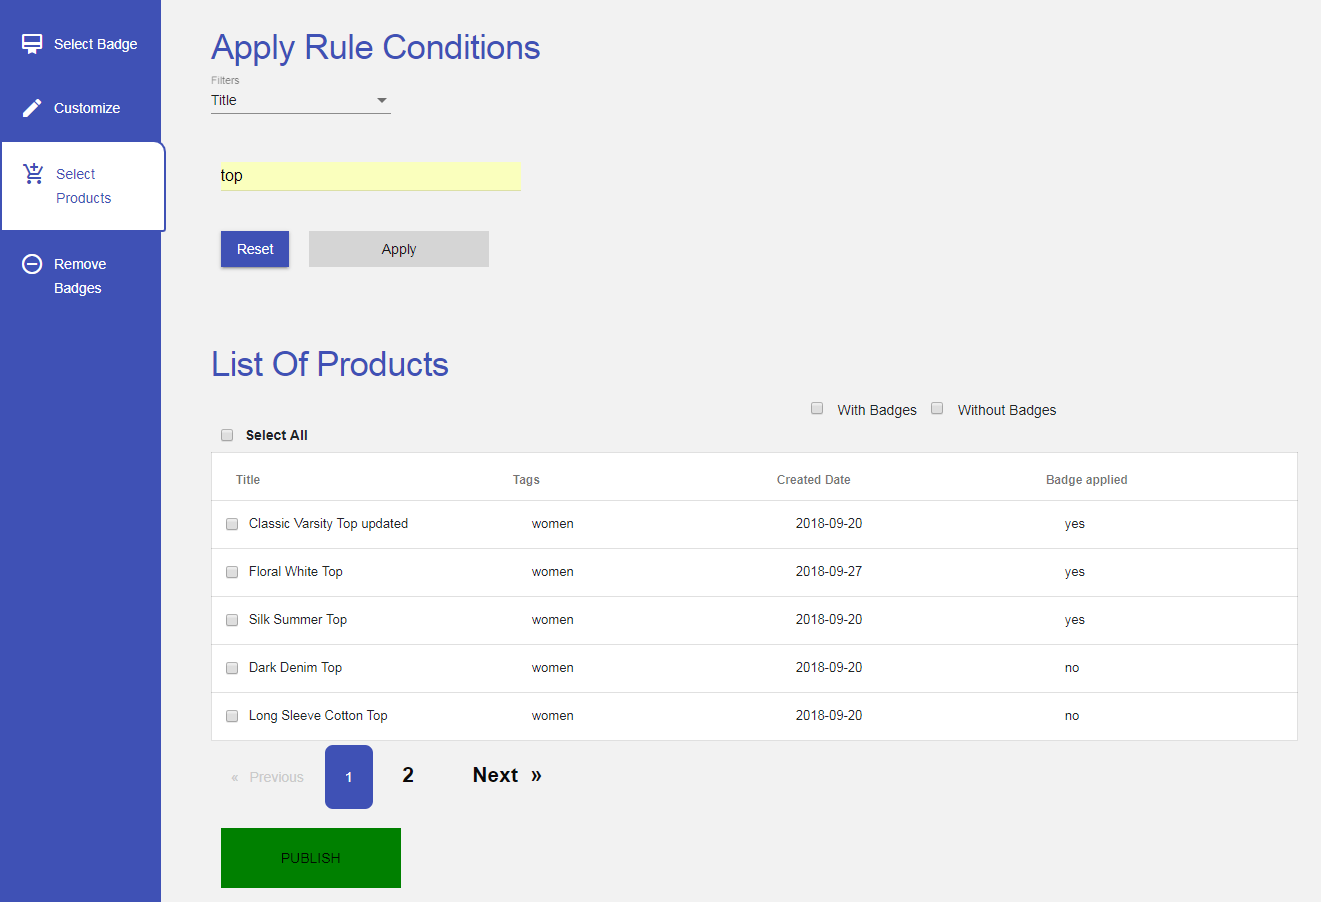 Select Badge
Customize
Select
Products
Remove
Badges
Apply Rule Conditions
Filters
Title
top
Reset Apply
List Of Products
With Badges Without Badges
Select All
Title Tags Created Date Badge applied
Classic Varsity Top updated women 2018-09-20 yes
Floral White Top women 2018-09-27 yes
Silk Summer Top women 2018-09-20 yes
Dark Denim Top women 2018-09-20 no
Long Sleeve Cotton Top women 2018-09-20 no
« Previous 1 2 Next »
PUBLISH